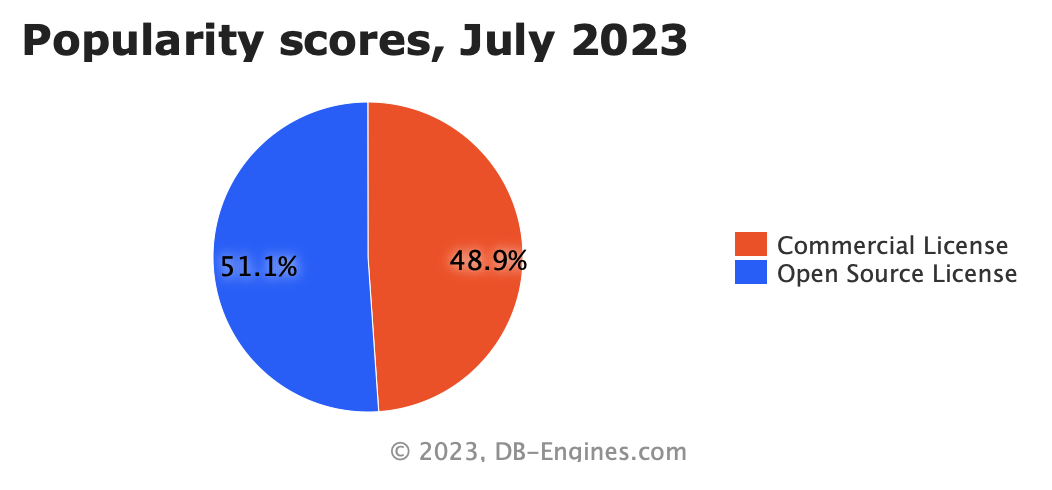 Popularity scores, July 2023
51.1%
48.9%
Commercial License
Open Source License
© 2023, DB-Engines.com